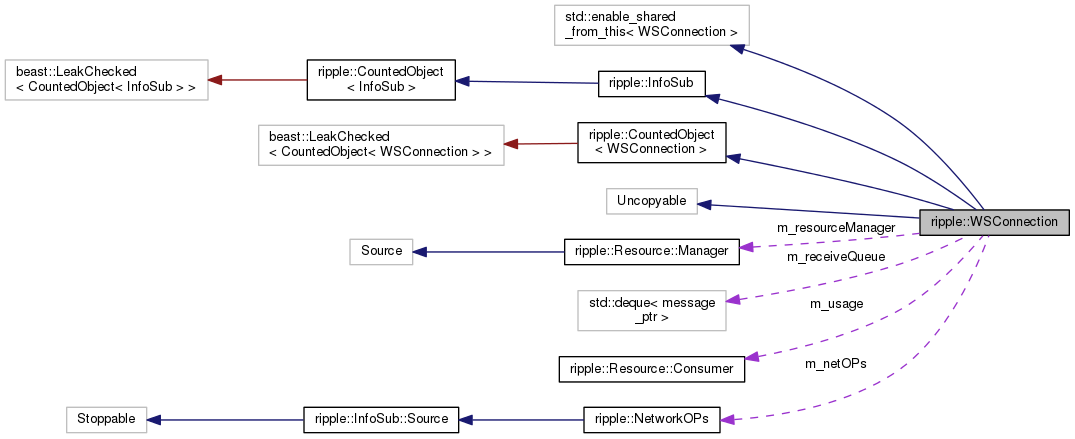 std::enable_shared
_from_this< WSConnection >
beast::LeakChecked
< CountedObject< InfoSub > >
ripple::CountedObject
< InfoSub >
ripple::InfoSub
beast::LeakChecked
< CountedObject< WSConnection > >
ripple::CountedObject
< WSConnection >
Uncopyable
ripple::WSConnection
m_resourceManager
Source
ripple::Resource::Manager
m_receiveQueue
std::deque< message
_ptr >
m_usage
ripple::Resource::Consumer
m_netOPs
Stoppable
ripple::InfoSub::Source
ripple::NetworkOPs